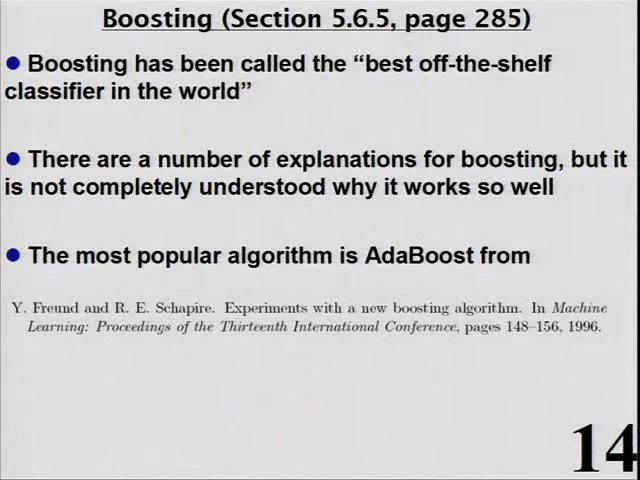 Boosting (Section 5.6.5, page 285)
● Boosting has been called the “best off-the-shelf
classifier in the world”
● There are a number of explanations for boosting, but it
is not completely understood why it works so well
● The most popular algorithm is AdaBoost from
Y. Freund and R. E. Schapire. Experiments with a new boosting algorithm. In Machine
Learning: Proceedings of the Thirteenth International Conference, pages 148–156, 1996.
14